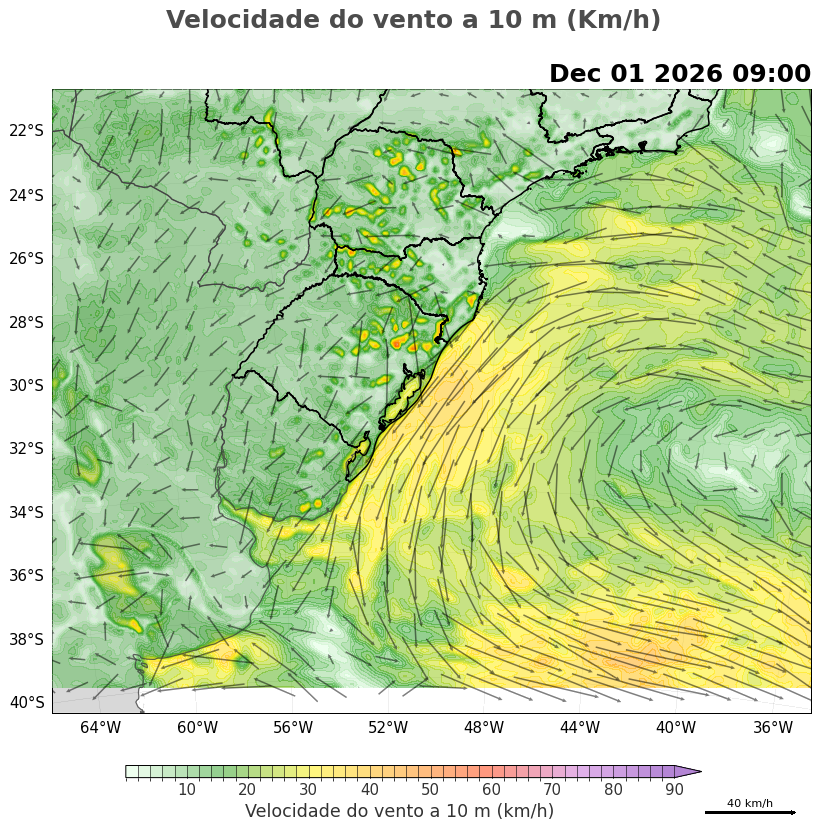 Velocidade do vento a 10 m (Km/h)
Dec 01 2026 09:00
22°S
24°S
26°S
28°S
30°S
32°S
34°S
36°S
38°S
40°S
64°W 60°W 56°W 52°W 48°W 44°W 40°W 36°W
10 20 30 40 50 60 70 80 90
Velocidade do vento a 10 m (km/h)
40 km/h